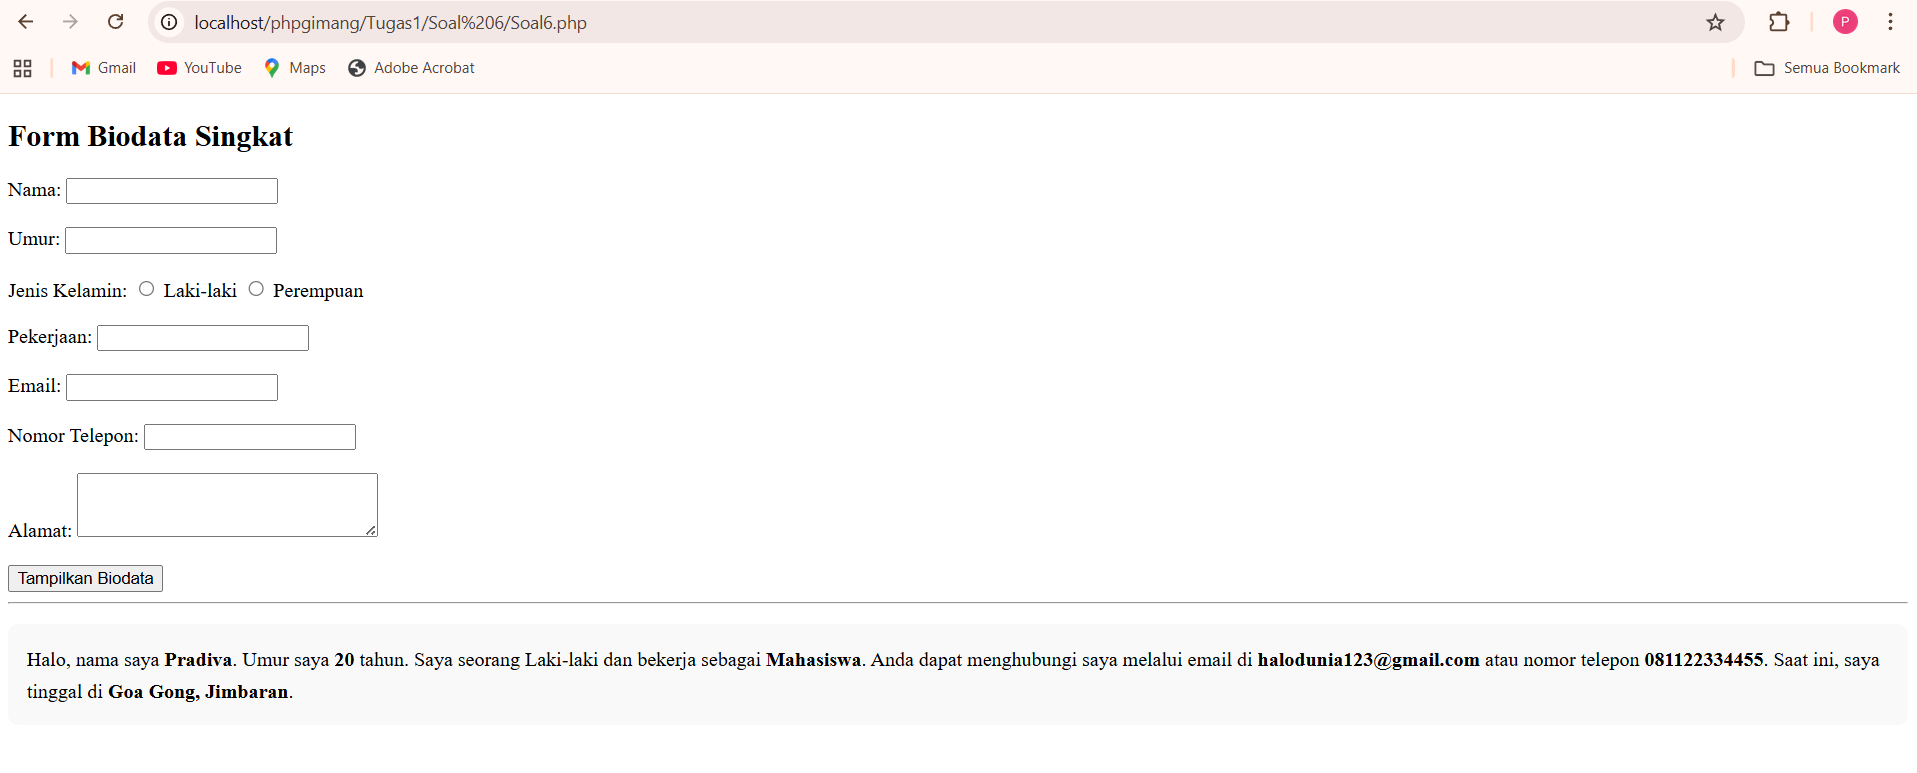 localhost/phpgimang/Tugas1/Soal%206/Soal6.php
P
Gmail YouTube Maps Adobe Acrobat Semua Bookmark
Form Biodata Singkat
Nama:
Umur:
Jenis Kelamin: Laki-laki Perempuan
Pekerjaan:
Email:
Nomor Telepon:
Alamat:
Tampilkan Biodata
Halo, nama saya Pradiva. Umur saya 20 tahun. Saya seorang Laki-laki dan bekerja sebagai Mahasiswa. Anda dapat menghubungi saya melalui email di halodunia123@gmail.com atau nomor telepon 081122334455. Saat ini, saya
tinggal di Goa Gong, Jimbaran.